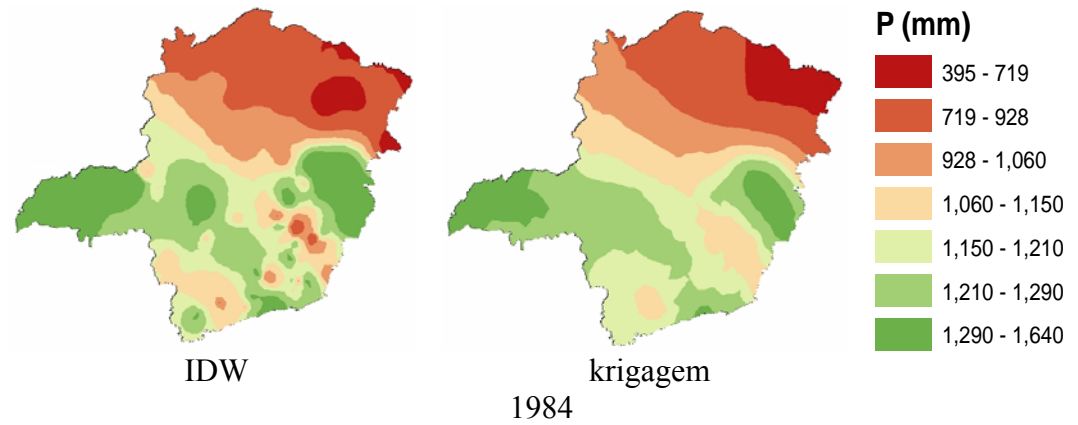 P (mm)
395 - 719
719 - 928
928 - 1,060
1,060 - 1,150
1,150 - 1,210
1,210 - 1,290
1,290 - 1,640
IDW
krigagem
1984